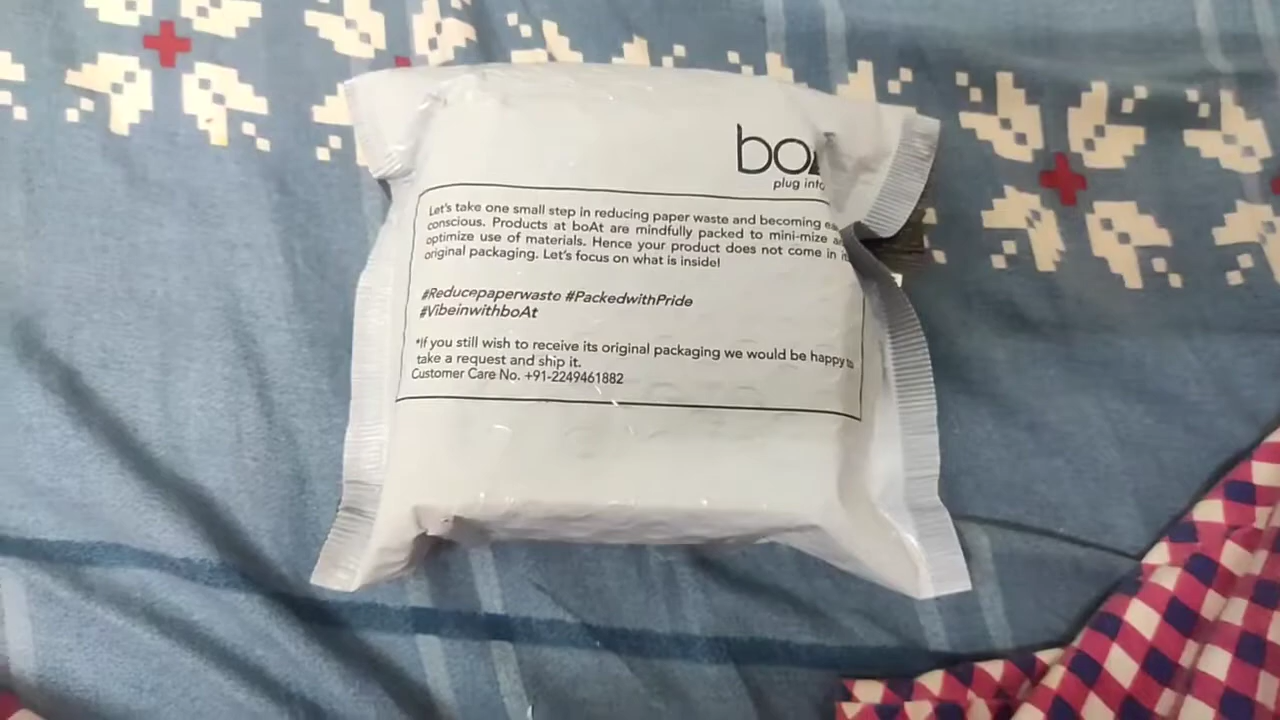 boA
plug into
Let's take one small step in reducing paper waste and becoming
conscious. Products at boAt are mindfully packed to mini-mize
optimize use of materials. Hence your product does not come in
original packaging. Let's focus on what is inside!
#Reducepaperwaste #PackedwithPride
#VibeinwithboAt
*If you still wish to receive its original packaging we would be happy to
take a request and ship it.
Customer Care No. +91-2249461882